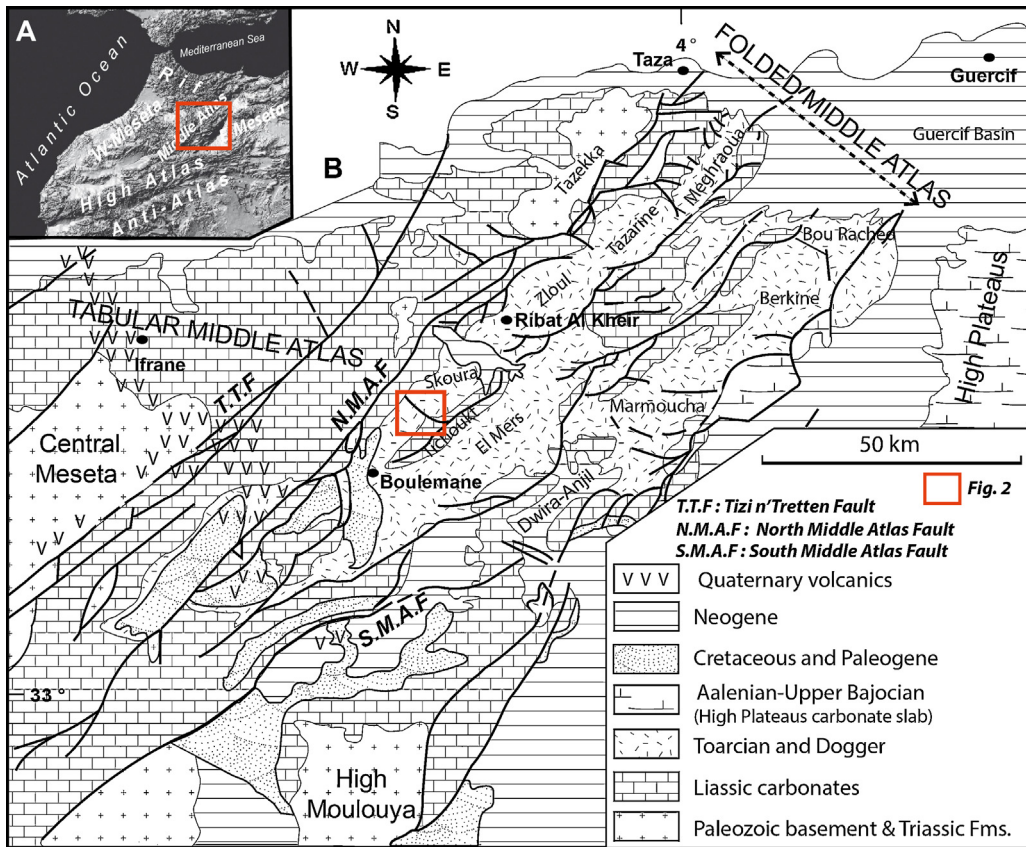 A
Mediterranean Sea
Atlantic Ocean
Rif
W-Meseta
Middle Atlas
Meseta
High Atlas
Anti-Atlas
N
W E
S
B
4°
Taza
FOLDED/MIDDLE ATLAS
Guercif
Guercif Basin
Tazekka
Meghraoua
Tazarine
Bou Rached
Zloul
Berkine
High Plateaus
TABULAR MIDDLE ATLAS
Ribat Al Kheir
Ifrane
Skoura
T.T.F
N.M.A.F
Marmoucha
Tichoukt
El Mers
Central
Meseta
Boulemane
Dwira-Anjil
50 km
Fig. 2
T.T.F : Tizi n'Tretten Fault
N.M.A.F : North Middle Atlas Fault
S.M.A.F : South Middle Atlas Fault
S.M.A.F
33°
High
Moulouya
V V V Quaternary volcanics
Neogene
Cretaceous and Paleogene
Aalenian-Upper Bajocian
(High Plateaus carbonate slab)
Toarcian and Dogger
Liassic carbonates
Paleozoic basement & Triassic Fms.